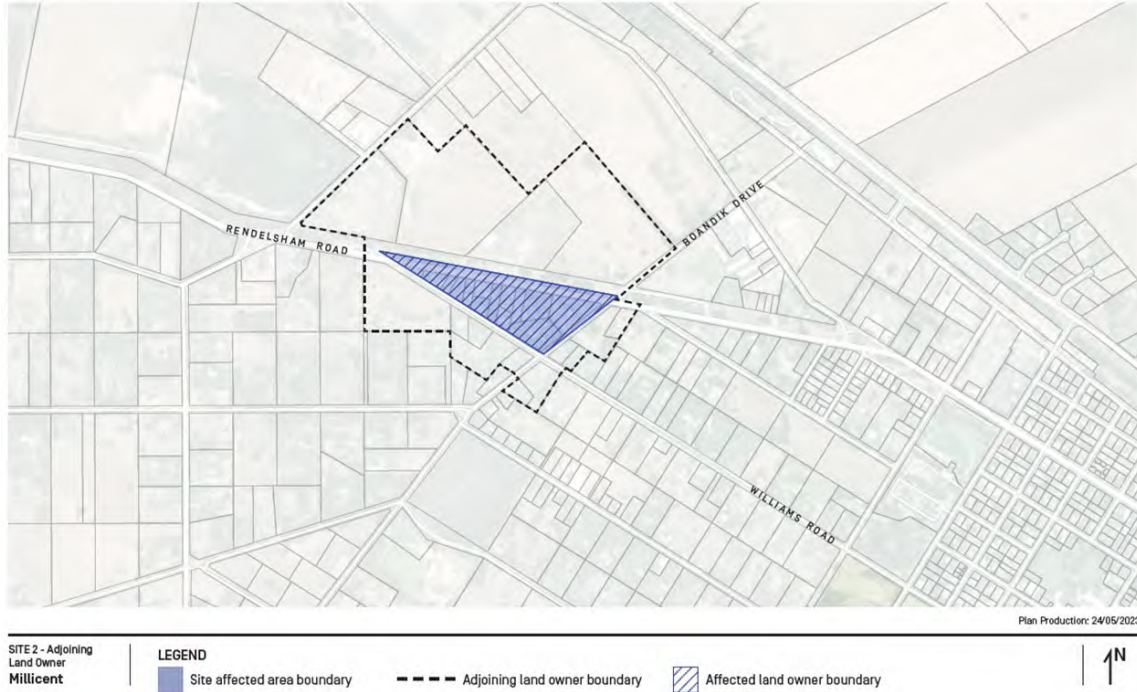 BOANDIK DRIVE
RENDELSHAM ROAD
WILLIAMS ROAD
Plan Production: 24/05/2023
SITE 2 - Adjoining
Land Owner
Millicent
LEGEND
Site affected area boundary
Adjoining land owner boundary
Affected land owner boundary
N